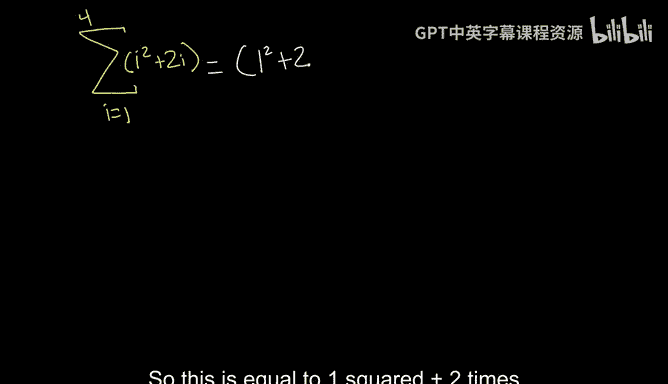 GPT中英字幕课程资源 bilibili
4
∑(i²+2i) = (1²+2
i=1
So this is equal to 1 squared + 2 times